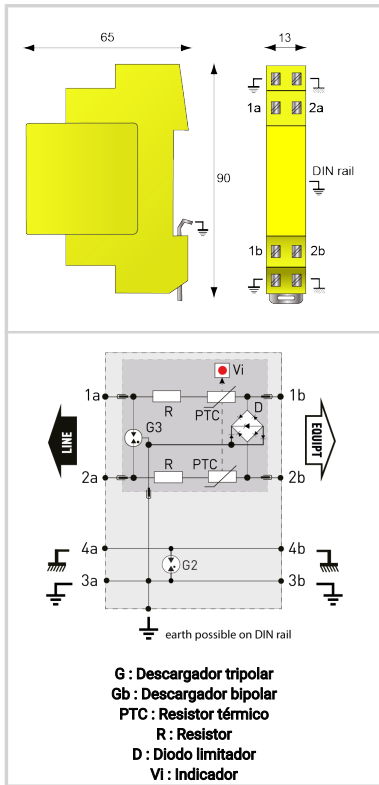 65
13
1a
2a
90
DIN rail
1b
2b
Vi
1a
1b
R
PTC
D
G3
LINE
EQUIPT
R
PTC
2a
2b
4a
4b
G2
3a
3b
earth possible on DIN rail
G : Descargador tripolar
Gb : Descargador bipolar
PTC : Resistor térmico
R : Resistor
D : Diodo limitador
Vi : Indicador